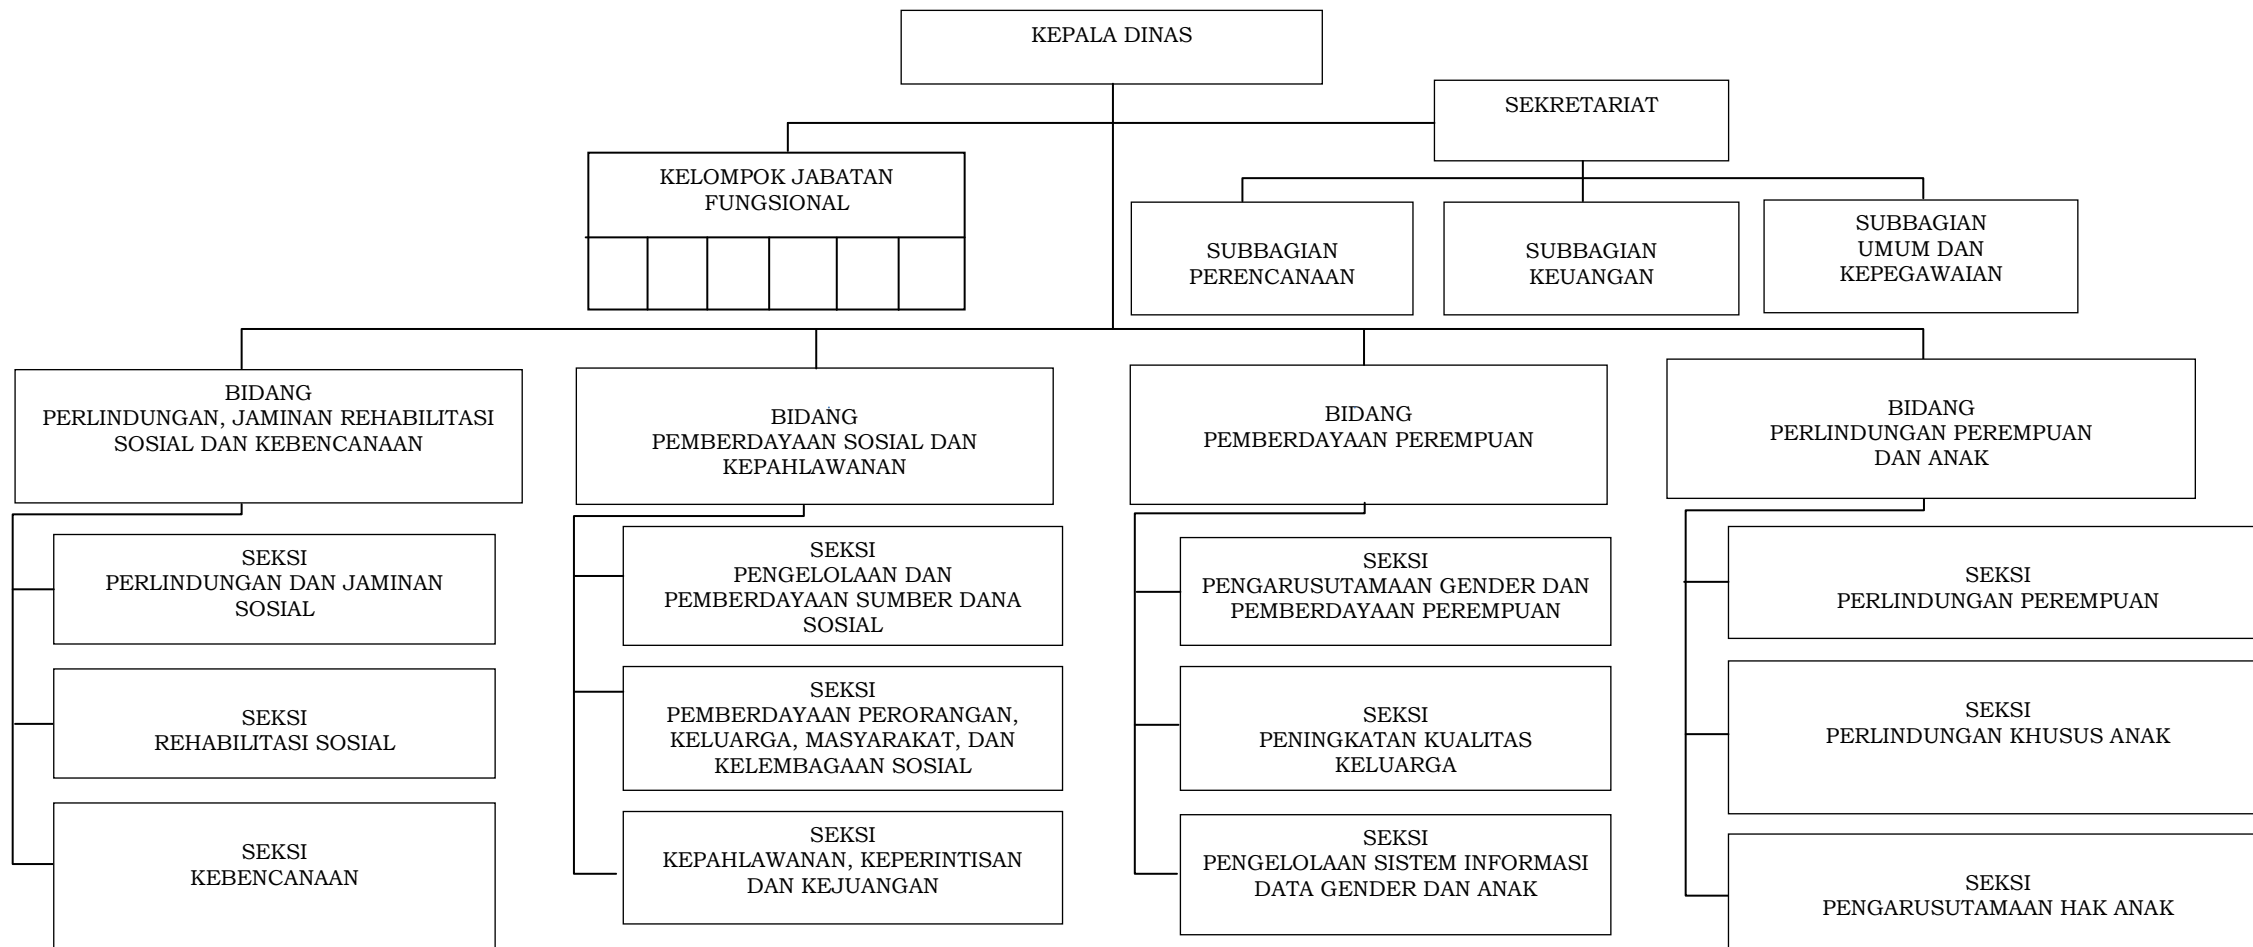 KEPALA DINAS
SEKRETARIAT
KELOMPOK JABATAN
FUNGSIONAL
SUBBAGIAN
PERENCANAAN
SUBBAGIAN
KEUANGAN
SUBBAGIAN
UMUM DAN
KEPEGAWAIAN
BIDANG
PERLINDUNGAN, JAMINAN REHABILITASI
SOSIAL DAN KEBENCANAAN
BIDANG
PEMBERDAYAAN SOSIAL DAN
KEPAHLAWANAN
BIDANG
PEMBERDAYAAN PEREMPUAN
BIDANG
PERLINDUNGAN PEREMPUAN
DAN ANAK
SEKSI
PERLINDUNGAN DAN JAMINAN
SOSIAL
SEKSI
REHABILITASI SOSIAL
SEKSI
KEBENCANAAN
SEKSI
PENGELOLAAN DAN
PEMBERDAYAAN SUMBER DANA
SOSIAL
SEKSI
PEMBERDAYAAN PERORANGAN,
KELUARGA, MASYARAKAT, DAN
KELEMBAGAAN SOSIAL
SEKSI
KEPAHLAWANAN, KEPERINTISAN
DAN KEJUANGAN
SEKSI
PENGARUSUTAMAAN GENDER DAN
PEMBERDAYAAN PEREMPUAN
SEKSI
PENINGKATAN KUALITAS
KELUARGA
SEKSI
PENGELOLAAN SISTEM INFORMASI
DATA GENDER DAN ANAK
SEKSI
PERLINDUNGAN PEREMPUAN
SEKSI
PERLINDUNGAN KHUSUS ANAK
SEKSI
PENGARUSUTAMAAN HAK ANAK